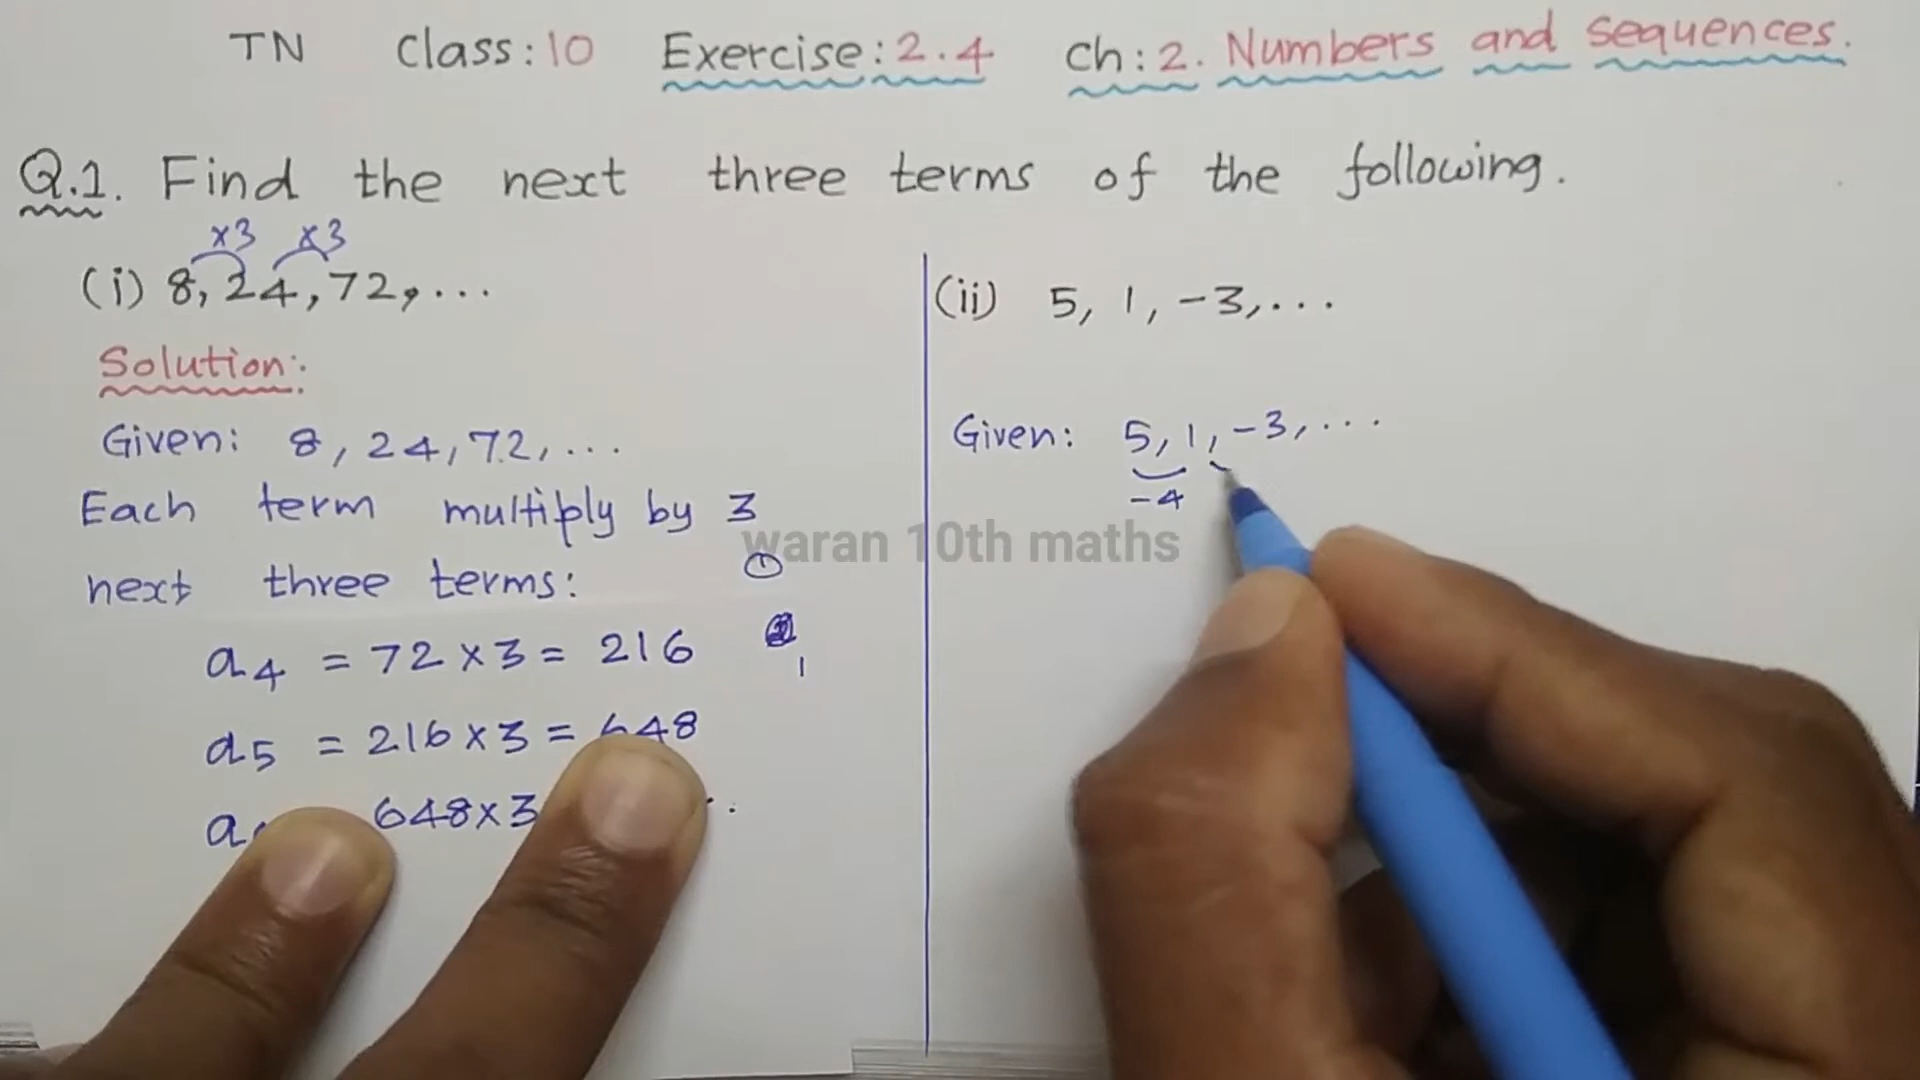 TN Class:10 Exercise:2.4 Ch:2. Numbers and sequences.
Q.1. Find the next three terms of the following.
×3 ×3
(i) 8, 24, 72, ...
Solution:
Given: 8, 24, 72, ...
Each term multiply by 3
next three terms: ①
a4 = 72 × 3 = 216
1
a5 = 216 × 3 = 648
648 × 3
(ii) 5, 1, -3, ...
Given: 5, 1, -3, ...
-4
waran 10th maths